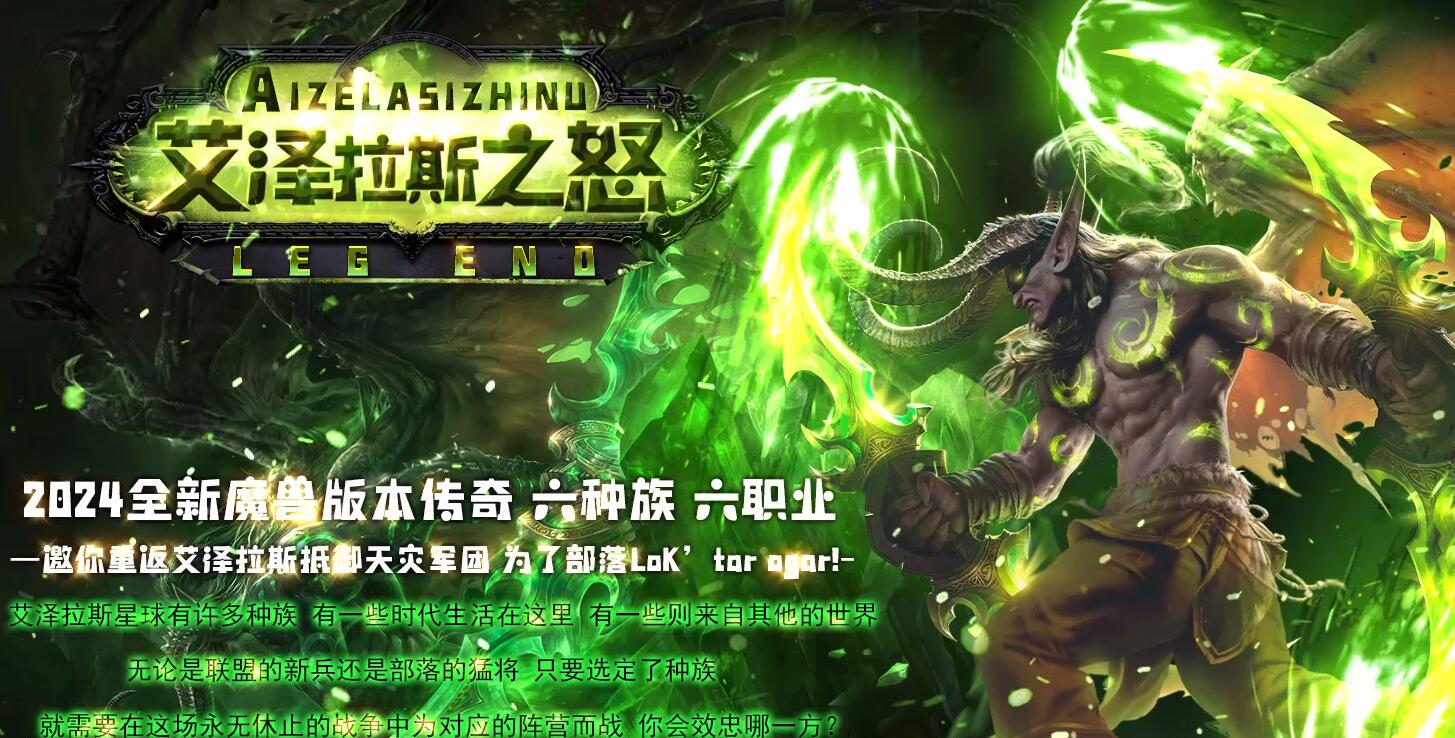 AIZELASIZHINU
艾泽拉斯之怒
LEG END
2024全新魔兽版本传奇 六种族 六职业
—邀你重返艾泽拉斯抵御天灾军团 为了部落LoK’tar ogar!-
艾泽拉斯星球有许多种族 有一些时代生活在这里 有一些则来自其他的世界
无论是联盟的新兵还是部落的猛将 只要选定了种族
就需要在这场永无休止的战争中为对应的阵营而战 你会效忠哪一方?